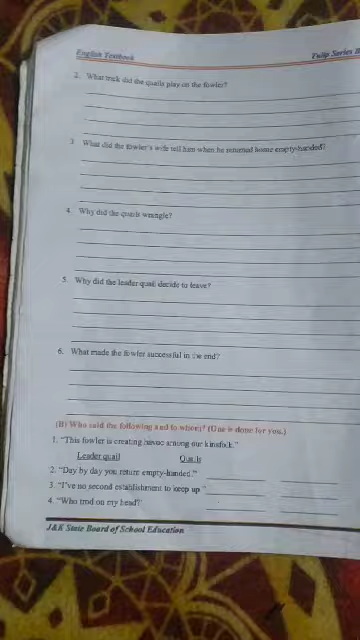 English Textbook
Tulip Series
2. What trick did the quails play on the fowler?
3 What did the fowler's wife tell him when he returned home empty-handed?
4. Why did the quails wrangle?
5. Why did the leader quail decide to leave?
6. What made the fowler successful in the end?
(B) Who said the following and to whom? (One is done for you.)
1. "This fowler is creating havoc among our kinsfolk."
Leader quail Quails
2. "Day by day you return empty-handed."
3. "I've no second establishment to keep up "
4. "Who trod on my head?'
J&K State Board of School Education